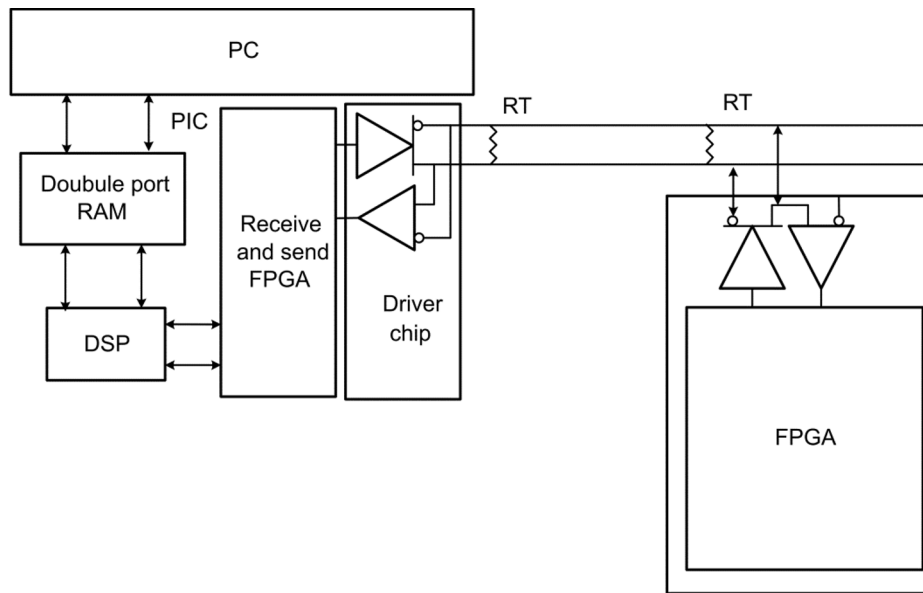 PC
RT
RT
PIC
Doubule port
RAM
Receive
and send
FPGA
Driver
chip
DSP
FPGA